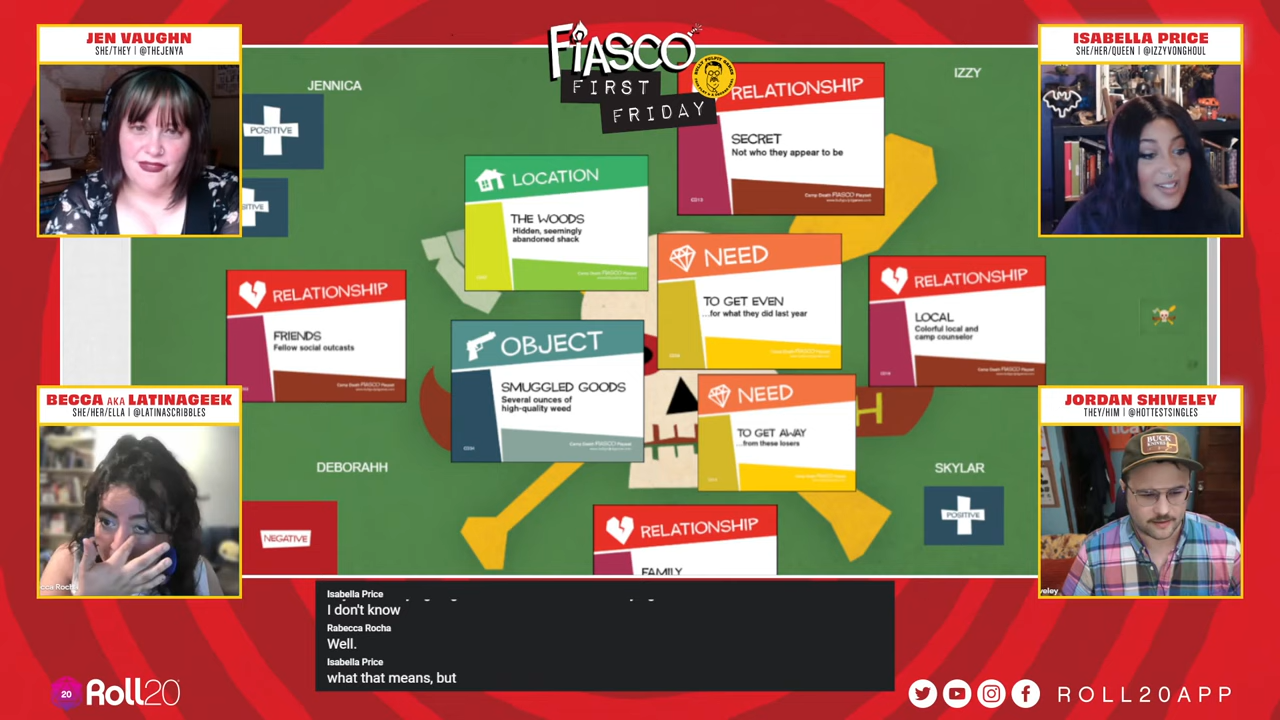 JEN VAUGHN
SHE/THEY | @THEJENYA
FIASCO
FIRST
FRIDAY
ISABELLA PRICE
SHE/HER/QUEEN | @IZZYVONGHOUL
JENNICA
IZZY
POSITIVE
RELATIONSHIP
SECRET
Not who they appear to be
LOCATION
THE WOODS
Hidden, seemingly
abandoned shack
NEED
TO GET EVEN
...for what they did last year
RELATIONSHIP
FRIENDS
Fellow social outcasts
RELATIONSHIP
LOCAL
Colorful local and
camp counselor
OBJECT
SMUGGLED GOODS
Several ounces of
high-quality weed
NEED
TO GET AWAY
...from these losers
H
BECCA AKA LATINAGEEK
SHE/HER/ELLA | @LATINASCRIBBLES
JORDAN SHIVELEY
THEY/HIM | @HOTTESTSINGLES
BUCK
KNIVES
DEBORAHH
SKYLAR
NEGATIVE
POSITIVE
RELATIONSHIP
FAMILY
Isabella Price
I don't know
Rabecca Rocha
Well.
Isabella Price
what that means, but
20
Roll20
ROLL20APP